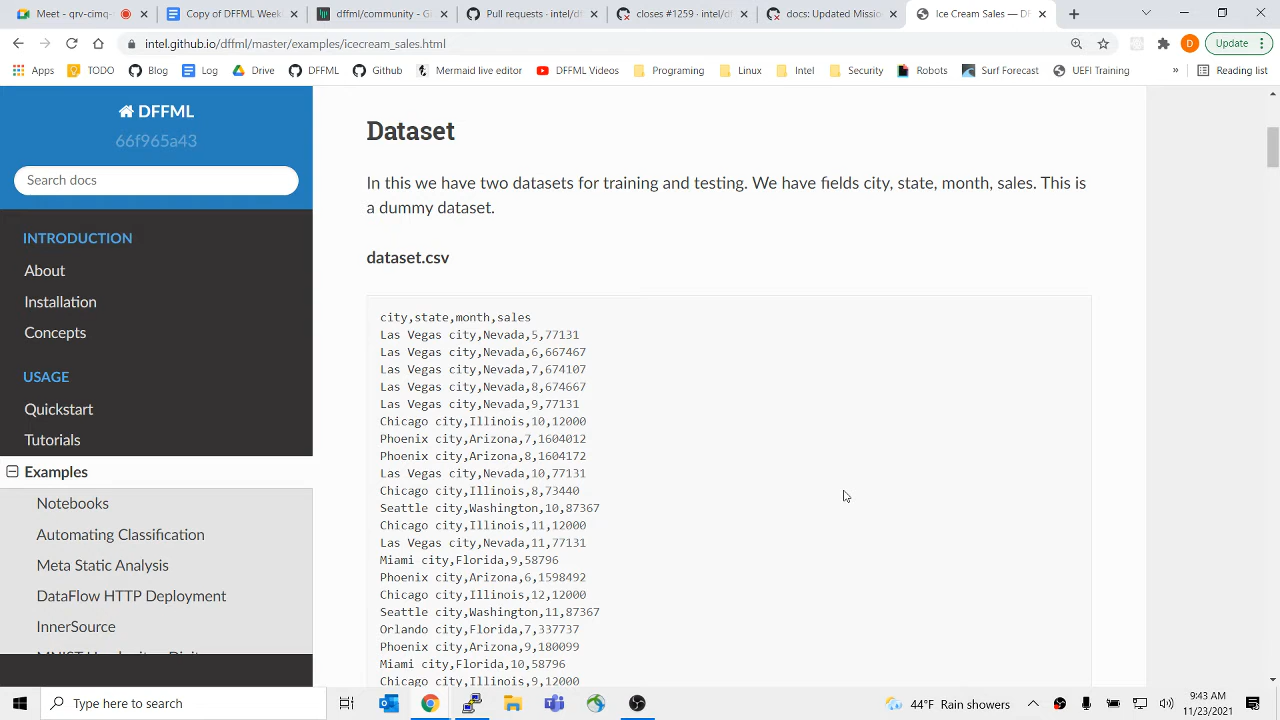 Meet - qrv-cimq-
Copy of DFFML Week
dffml/community - G
Pull requests · intel/df
closes #1259 · intel/df
docs: Updated Missi
Ice Cream Sales — DF
intel.github.io/dffml/master/examples/icecream_sales.html
D
Update
Apps
TODO
Blog
Log
Drive
DFFML
Github
Mermaid live editor
DFFML Videos
Programing
Linux
Intel
Security
Robots
Surf Forecast
UEFI Training
»
Reading list
DFFML
66f965a43
Search docs
INTRODUCTION
About
Installation
Concepts
USAGE
Quickstart
Tutorials
Examples
Notebooks
Automating Classification
Meta Static Analysis
DataFlow HTTP Deployment
InnerSource
Dataset
In this we have two datasets for training and testing. We have fields city, state, month, sales. This is
a dummy dataset.
dataset.csv
city,state,month,sales
Las Vegas city,Nevada,5,77131
Las Vegas city,Nevada,6,667467
Las Vegas city,Nevada,7,674107
Las Vegas city,Nevada,8,674667
Las Vegas city,Nevada,9,77131
Chicago city,Illinois,10,12000
Phoenix city,Arizona,7,1604012
Phoenix city,Arizona,8,1604172
Las Vegas city,Nevada,10,77131
Chicago city,Illinois,8,73440
Seattle city,Washington,10,87367
Chicago city,Illinois,11,12000
Las Vegas city,Nevada,11,77131
Miami city,Florida,9,58796
Phoenix city,Arizona,6,1598492
Chicago city,Illinois,12,12000
Seattle city,Washington,11,87367
Orlando city,Florida,7,337737
Phoenix city,Arizona,9,180099
Miami city,Florida,10,58796
Chicago city,Illinois,9,12000
Type here to search
44°F Rain showers
9:43 AM
11/23/2021